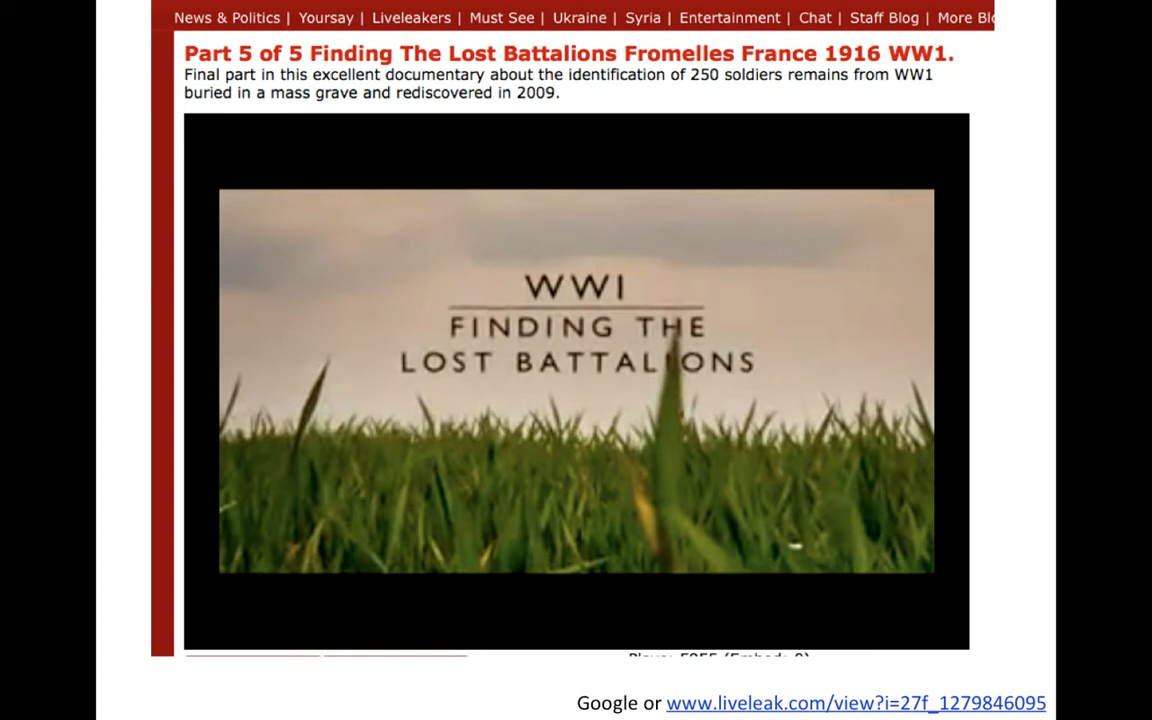 News & Politics | Yoursay | Liveleakers | Must See | Ukraine | Syria | Entertainment | Chat | Staff Blog | More
Part 5 of 5 Finding The Lost Battalions Fromelles France 1916 WW1.
Final part in this excellent documentary about the identification of 250 soldiers remains from WW1
buried in a mass grave and rediscovered in 2009.
WWI
FINDING THE
LOST BATTALIONS
Google or www.liveleak.com/view?i=27f_1279846095